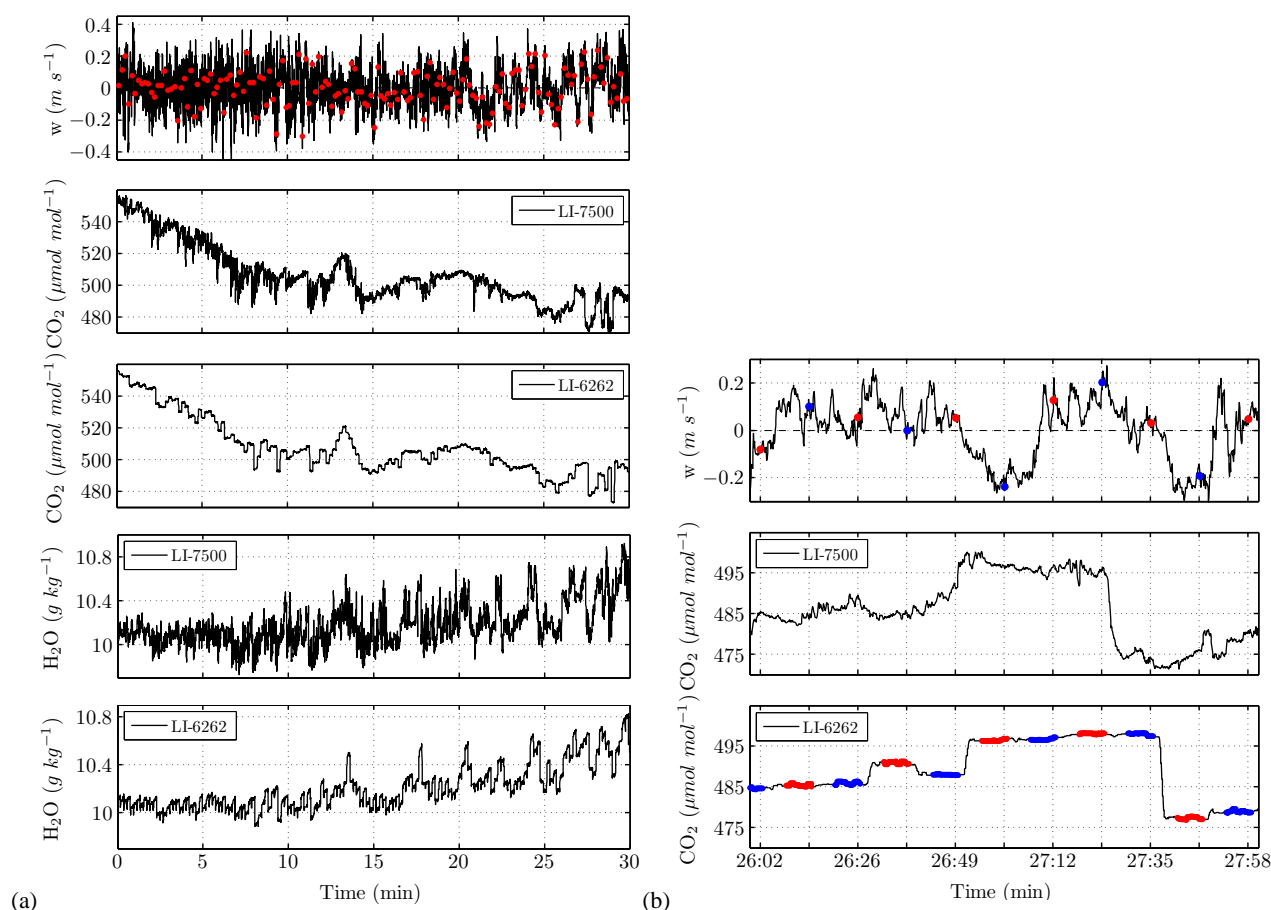 0.4
0.2
0
−0.2
−0.4
w (m s⁻¹)
540
520
500
480
CO₂ (μmol mol⁻¹)
LI-7500
540
520
500
480
CO₂ (μmol mol⁻¹)
LI-6262
10.8
10.4
10
H₂O (g kg⁻¹)
LI-7500
10.8
10.4
10
H₂O (g kg⁻¹)
LI-6262
0 5 10 15 20 25 30
Time (min)
(a)
0.2
0
−0.2
w (m s⁻¹)
495
485
475
CO₂ (μmol mol⁻¹)
LI-7500
495
485
475
CO₂ (μmol mol⁻¹)
LI-6262
26:02 26:26 26:49 27:12 27:35 27:58
Time (min)
(b)